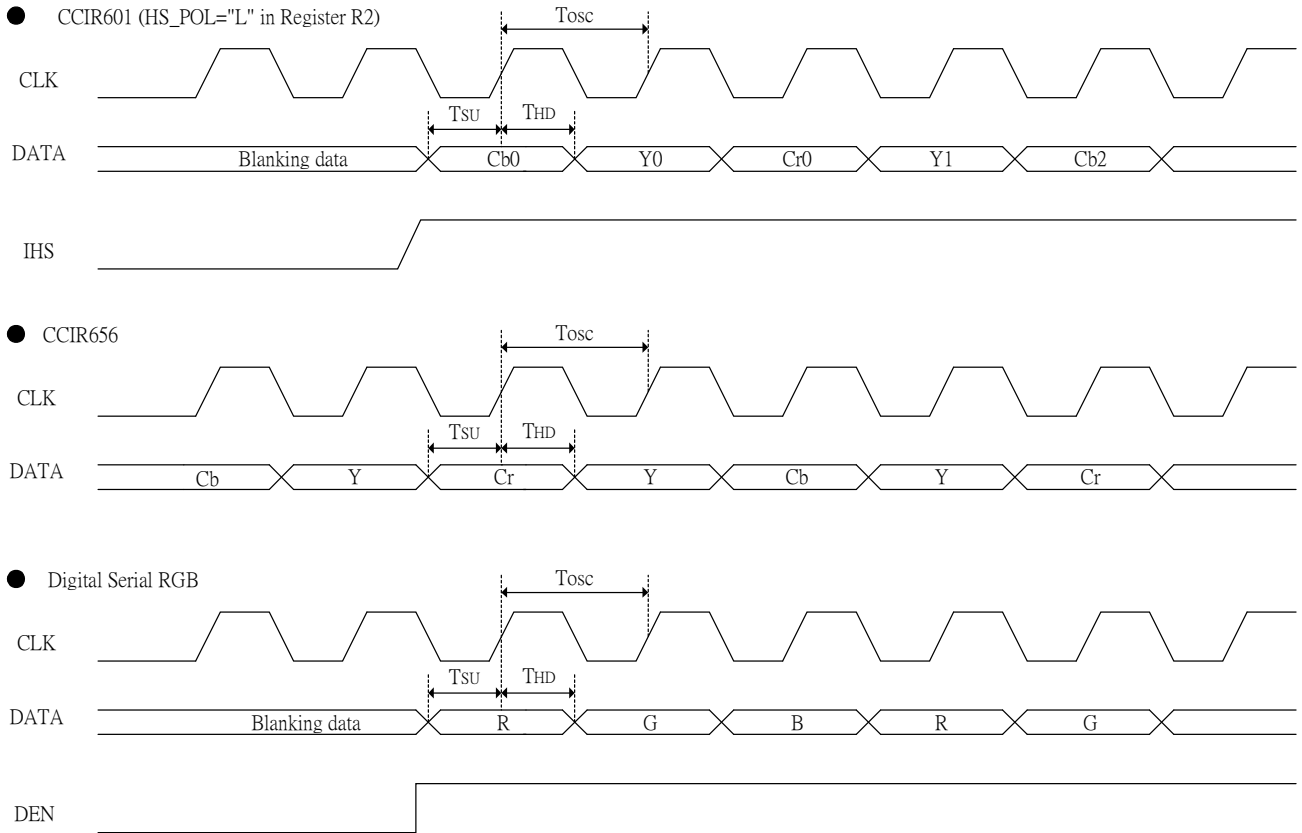 ● CCIR601 (HS_POL="L" in Register R2)
Tosc
CLK
TSU THD
DATA
Blanking data Cb0 Y0 Cr0 Y1 Cb2
IHS
● CCIR656
Tosc
CLK
TSU THD
DATA
Cb Y Cr Y Cb Y Cr
● Digital Serial RGB
Tosc
CLK
TSU THD
DATA
Blanking data R G B R G
DEN